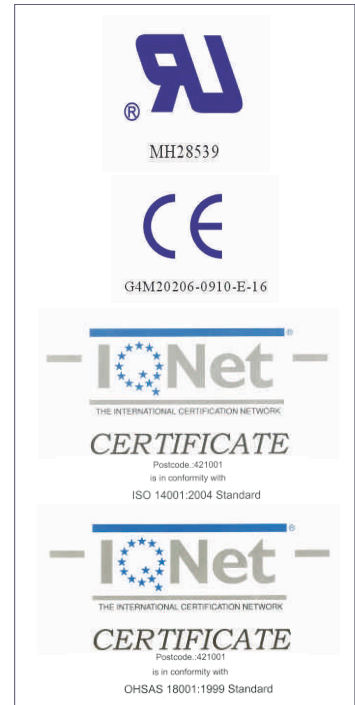 ®
MH28539
CE
G4M20206-0910-E-16
®
IQNet
THE INTERNATIONAL CERTIFICATION NETWORK
CERTIFICATE
Postcode.:421001
is in conformity with
ISO 14001:2004 Standard
®
IQNet
THE INTERNATIONAL CERTIFICATION NETWORK
CERTIFICATE
Postcode.:421001
is in conformity with
OHSAS 18001:1999 Standard